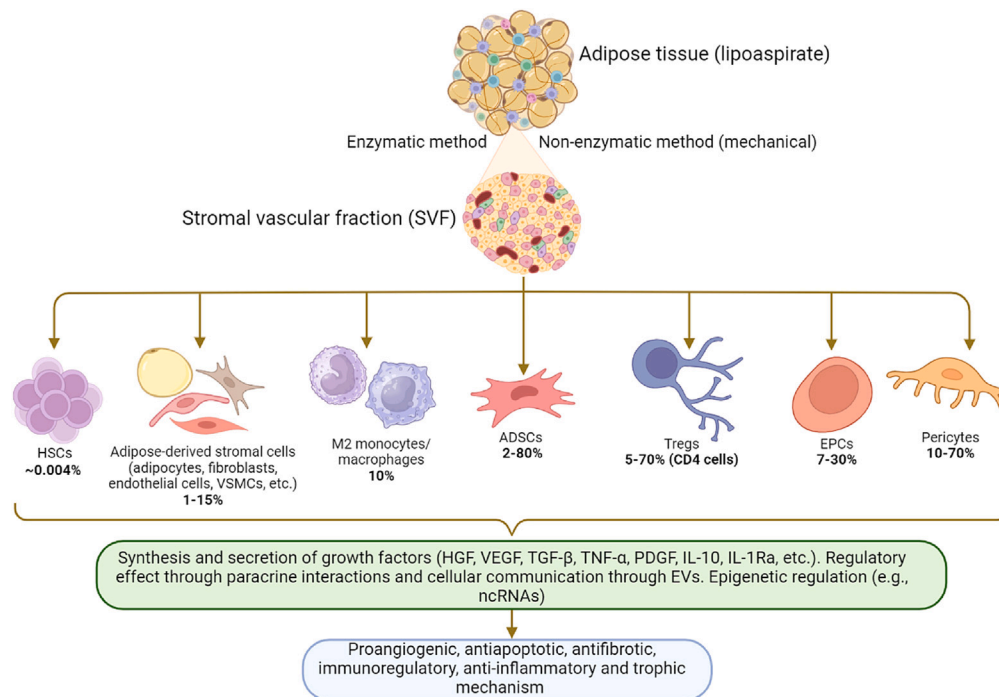 Adipose tissue (lipoaspirate)
Enzymatic method
Non-enzymatic method (mechanical)
Stromal vascular fraction (SVF)
HSCs
~0.004%
Adipose-derived stromal cells
(adipocytes, fibroblasts,
endothelial cells, VSMCs, etc.)
1-15%
M2 monocytes/
macrophages
10%
ADSCs
2-80%
Tregs
5-70% (CD4 cells)
EPCs
7-30%
Pericytes
10-70%
Synthesis and secretion of growth factors (HGF, VEGF, TGF-β, TNF-α, PDGF, IL-10, IL-1Ra, etc.). Regulatory
effect through paracrine interactions and cellular communication through EVs. Epigenetic regulation (e.g.,
ncRNAs)
Proangiogenic, antiapoptotic, antifibrotic,
immunoregulatory, anti-inflammatory and trophic
mechanism